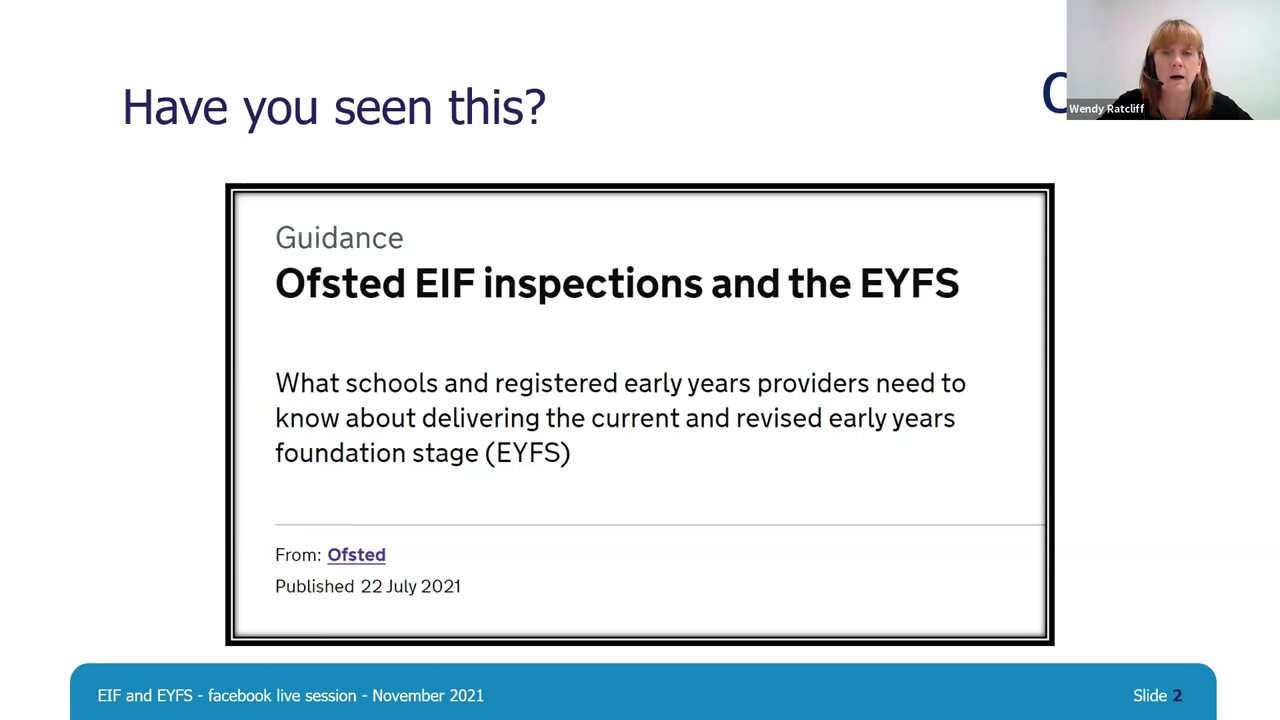 Have you seen this?
Wendy Ratcliff
Guidance
Ofsted EIF inspections and the EYFS
What schools and registered early years providers need to
know about delivering the current and revised early years
foundation stage (EYFS)
From: Ofsted
Published 22 July 2021
EIF and EYFS - facebook live session - November 2021
Slide 2